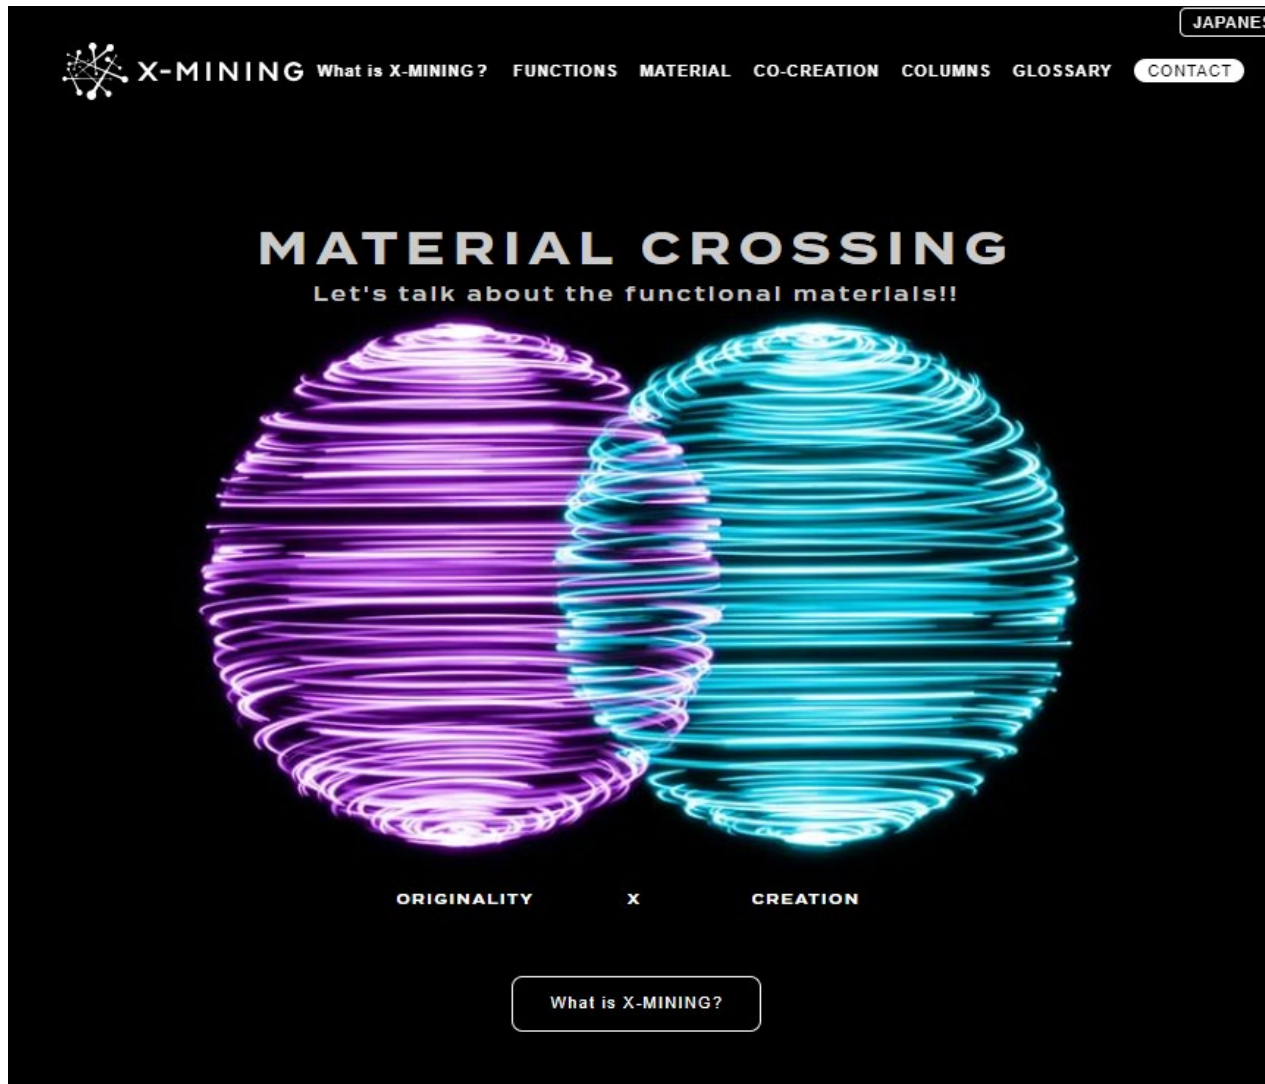 JAPANES
X-MINING What is X-MINING? FUNCTIONS MATERIAL CO-CREATION COLUMNS GLOSSARY CONTACT
MATERIAL CROSSING
Let's talk about the functional materials!!
ORIGINALITY X CREATION
What is X-MINING?